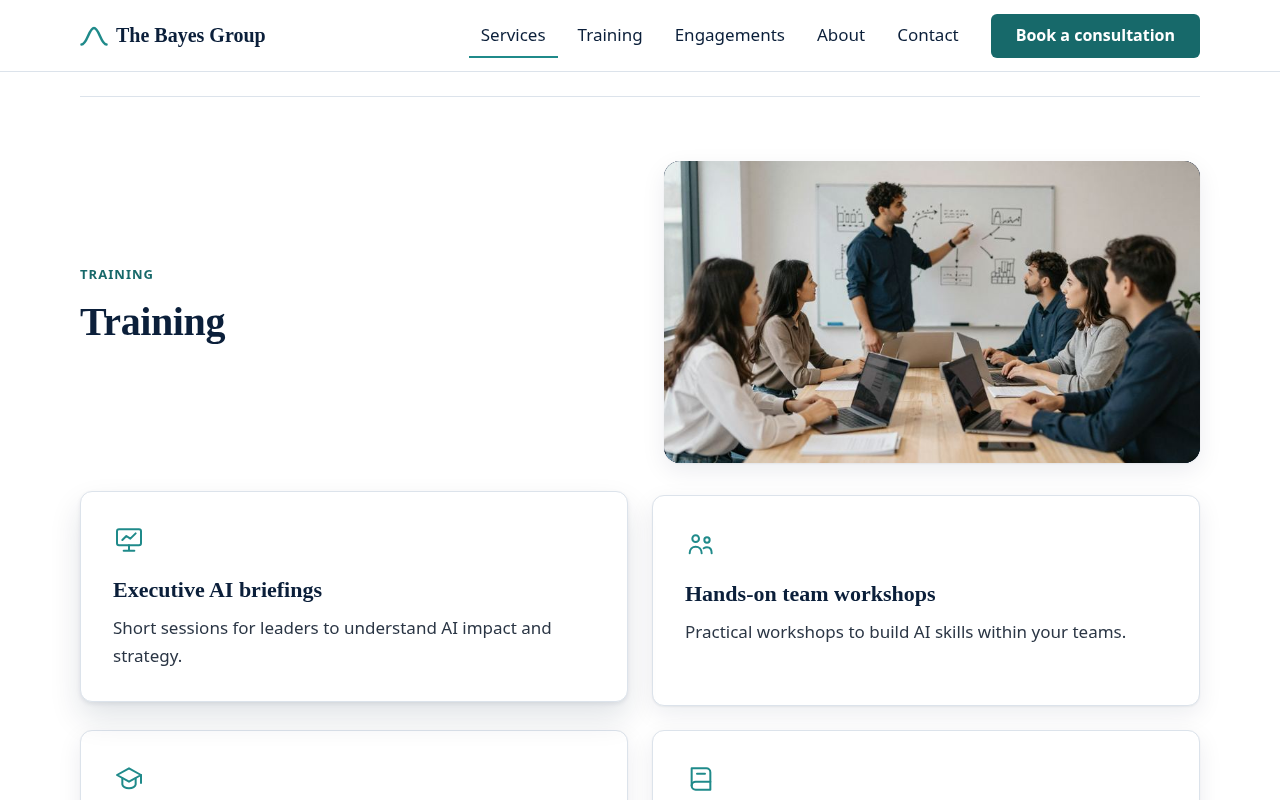 The Bayes Group
Services
Training
Engagements
About
Contact
Book a consultation
TRAINING
Training
Executive AI briefings
Short sessions for leaders to understand AI impact and
strategy.
Hands-on team workshops
Practical workshops to build AI skills within your teams.